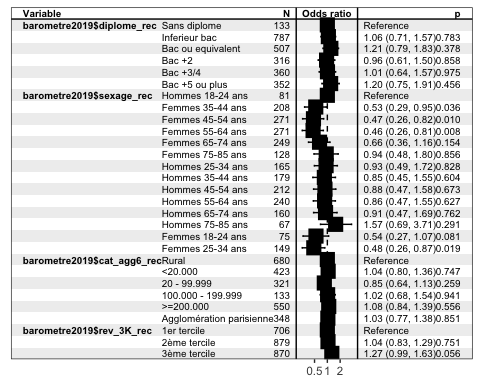 Variable N Odds ratio p
barometre2019$diplome_rec Sans diplome 133 Reference
Inferieur bac 787 1.06 (0.71, 1.57)0.783
Bac ou equivalent 507 1.21 (0.79, 1.83)0.378
Bac +2 316 0.96 (0.61, 1.50)0.858
Bac +3/4 360 1.01 (0.64, 1.57)0.975
Bac +5 ou plus 352 1.20 (0.75, 1.91)0.456
barometre2019$sexage_rec Hommes 18-24 ans 81 Reference
Femmes 35-44 ans 208 0.53 (0.29, 0.95)0.036
Femmes 45-54 ans 271 0.47 (0.26, 0.82)0.010
Femmes 55-64 ans 271 0.46 (0.26, 0.81)0.008
Femmes 65-74 ans 249 0.66 (0.36, 1.16)0.154
Femmes 75-85 ans 128 0.94 (0.48, 1.80)0.856
Hommes 25-34 ans 165 0.93 (0.49, 1.72)0.828
Hommes 35-44 ans 179 0.85 (0.45, 1.55)0.604
Hommes 45-54 ans 212 0.88 (0.47, 1.58)0.673
Hommes 55-64 ans 240 0.86 (0.47, 1.55)0.627
Hommes 65-74 ans 160 0.91 (0.47, 1.69)0.762
Hommes 75-85 ans 67 1.57 (0.69, 3.71)0.291
Femmes 18-24 ans 75 0.54 (0.27, 1.07)0.081
Femmes 25-34 ans 149 0.48 (0.26, 0.87)0.019
barometre2019$cat_agg6_rec Rural 680 Reference
<20.000 423 1.04 (0.80, 1.36)0.747
20 - 99.999 321 0.85 (0.64, 1.13)0.259
100.000 - 199.999 133 1.02 (0.68, 1.54)0.941
>=200.000 550 1.08 (0.84, 1.39)0.556
Agglomération parisienne 348 1.03 (0.77, 1.38)0.851
barometre2019$rev_3K_rec 1er tercile 706 Reference
2ème tercile 879 1.04 (0.83, 1.29)0.751
3ème tercile 870 1.27 (0.99, 1.63)0.056
0.5 1 2